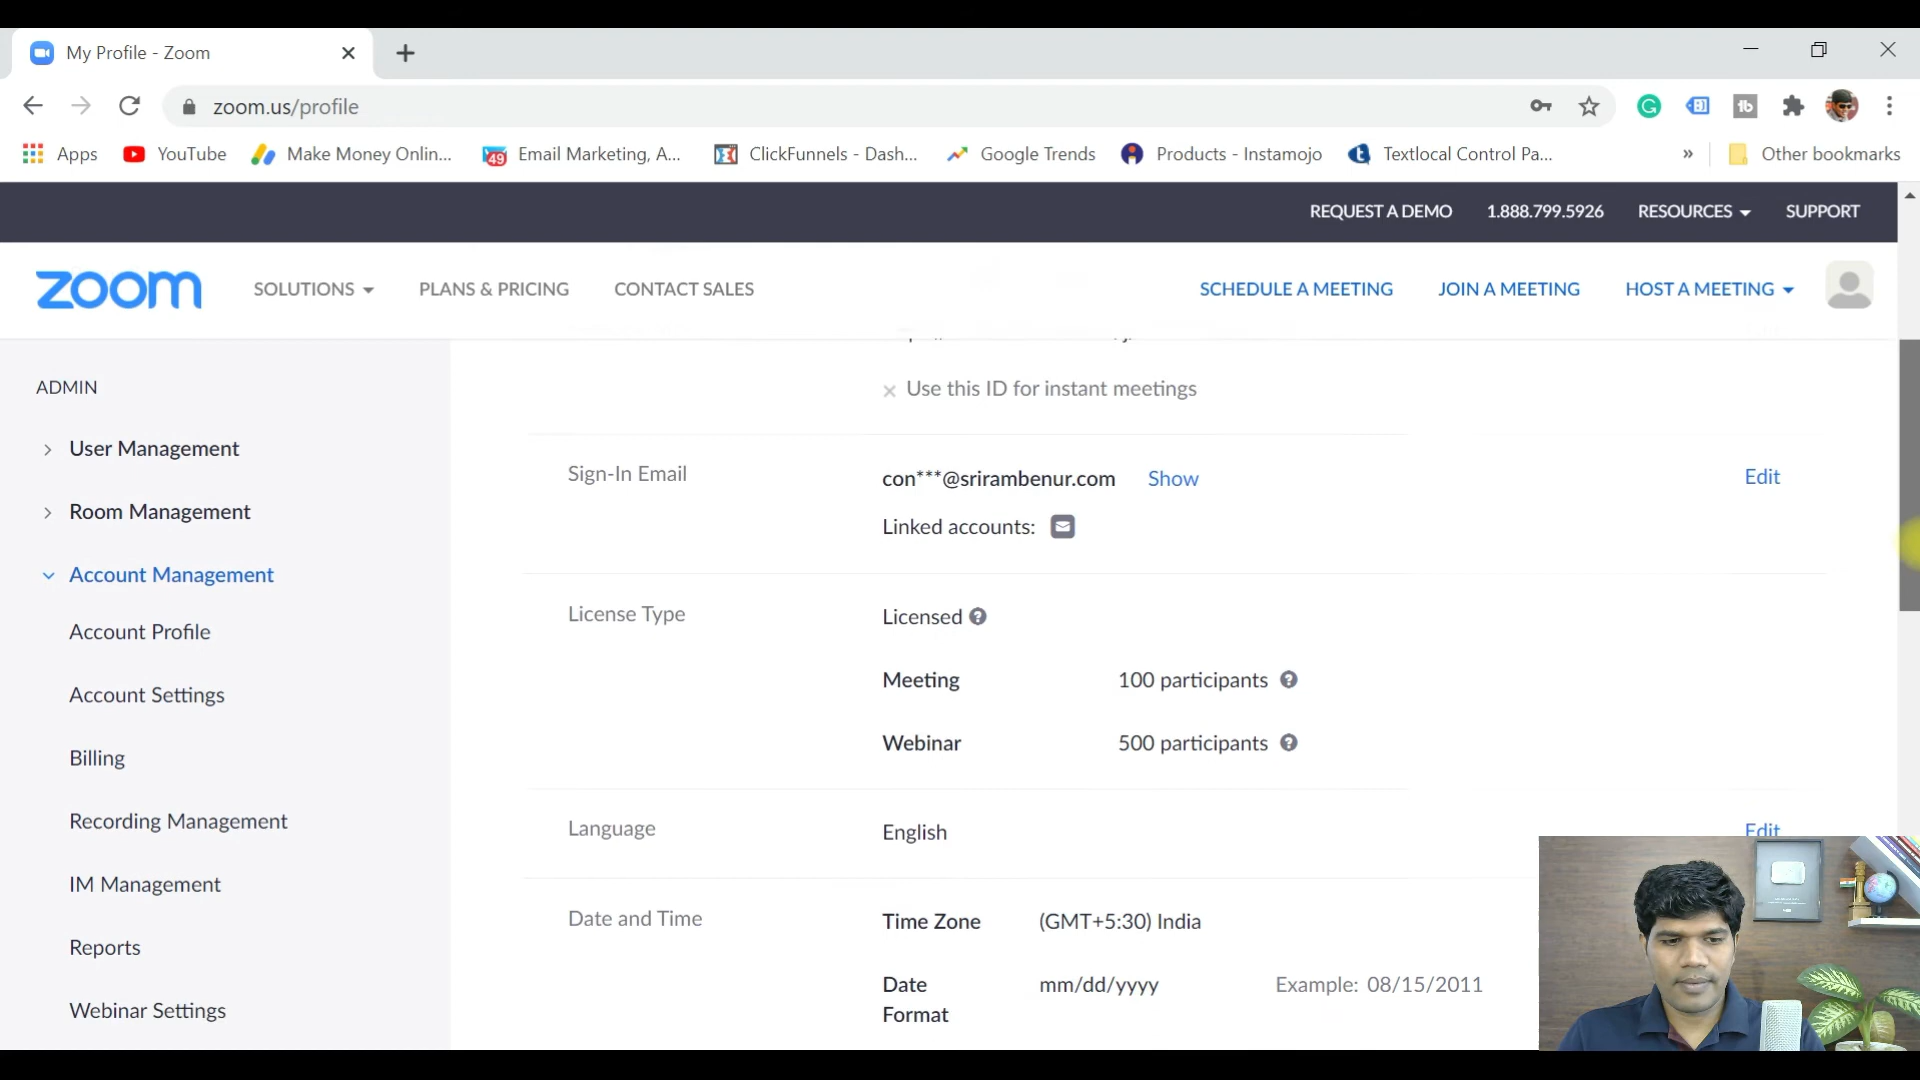 My Profile - Zoom
zoom.us/profile
Apps YouTube Make Money Onlin... 49 Email Marketing, A... ClickFunnels - Dash... Google Trends Products - Instamojo Textlocal Control Pa... » Other bookmarks
REQUEST A DEMO 1.888.799.5926 RESOURCES SUPPORT
zoom SOLUTIONS PLANS & PRICING CONTACT SALES SCHEDULE A MEETING JOIN A MEETING HOST A MEETING
ADMIN
User Management
Room Management
Account Management
Account Profile
Account Settings
Billing
Recording Management
IM Management
Reports
Webinar Settings
Use this ID for instant meetings
Sign-In Email con***@srirambenur.com Show Edit
Linked accounts:
License Type Licensed
Meeting 100 participants
Webinar 500 participants
Language English Edit
Date and Time Time Zone (GMT+5:30) India
Date Format mm/dd/yyyy Example: 08/15/2011